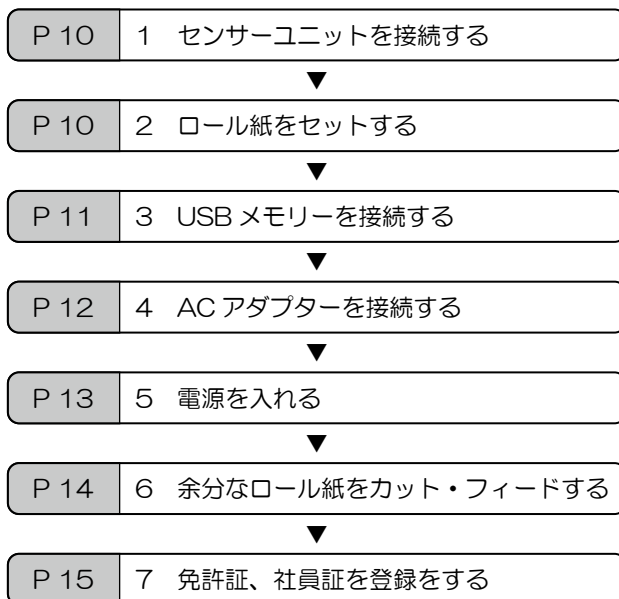 P 10 1 センサーユニットを接続する
▼
P 10 2 ロール紙をセットする
▼
P 11 3 USB メモリーを接続する
▼
P 12 4 AC アダプターを接続する
▼
P 13 5 電源を入れる
▼
P 14 6 余分なロール紙をカット・フィードする
▼
P 15 7 免許証、社員証を登録をする